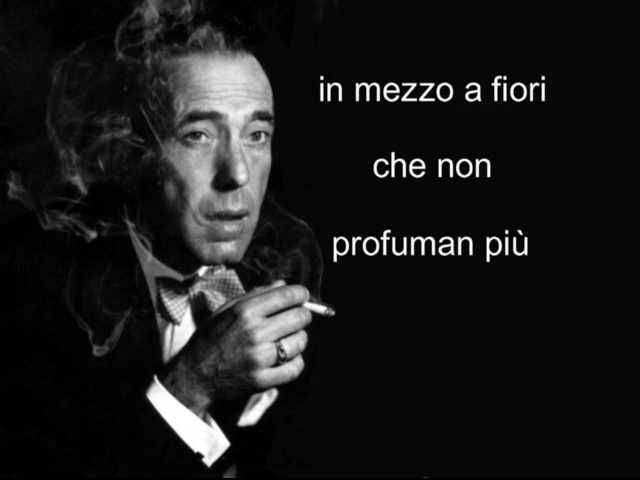 in mezzo a fiori
che non
profuman più